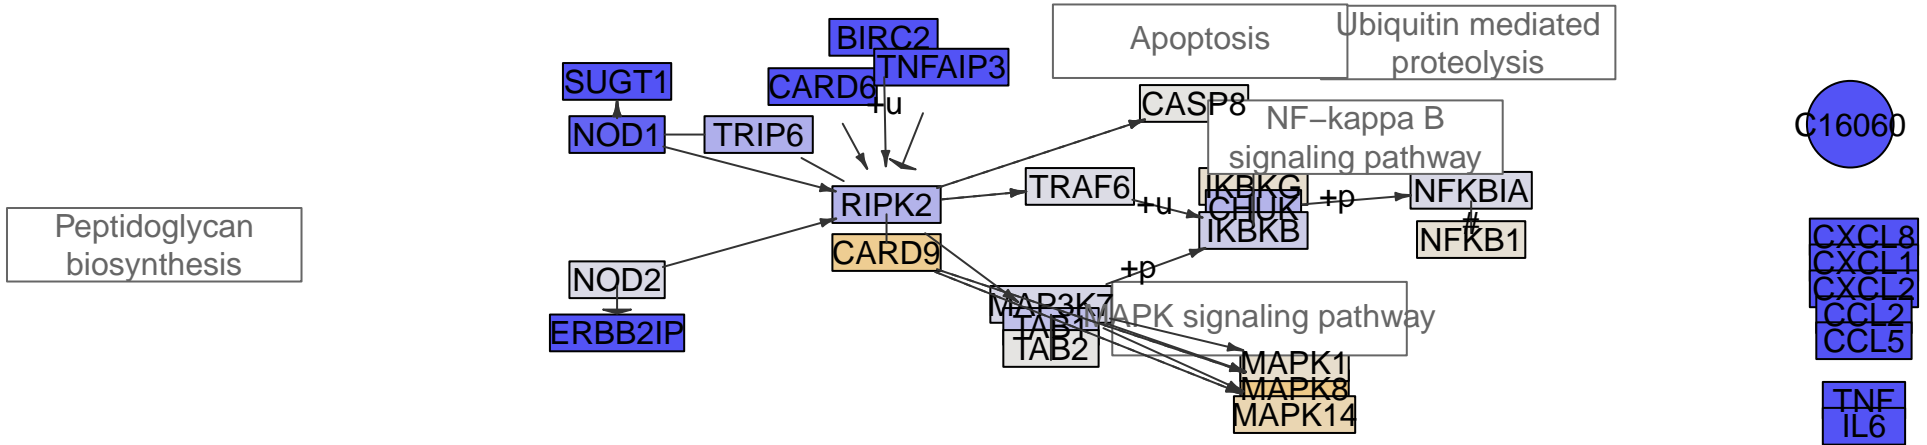 Peptidoglycan
biosynthesis
SUGT1
NOD1
TRIP6
NOD2
ERBB2IP
BIRC2
TNFAIP3
CARD6
+u
RIPK2
CARD9
Apoptosis
Ubiquitin mediated
proteolysis
CASP8
NF−kappa B
signaling pathway
TRAF6
+u
IKBKG
CHUK
IKBKB
+p
NFKBIA
#
NFKB1
+p
MAP3K7
TAB1
TAB2
MAPK signaling pathway
MAPK1
MAPK8
MAPK14
C16060
CXCL8
CXCL1
CXCL2
CCL2
CCL5
TNF
IL6